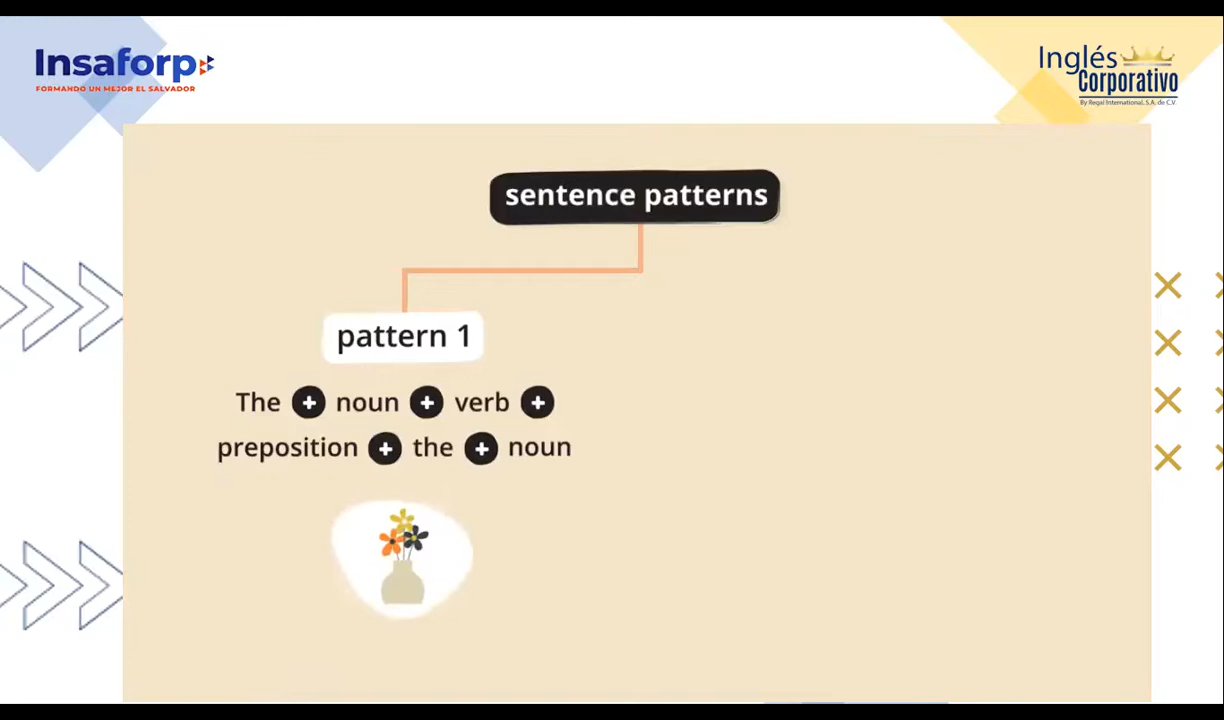 Insaforp
FORMANDO UN MEJOR EL SALVADOR
Inglés
Corporativo
By Regal International, S.A. de C.V
sentence patterns
pattern 1
The + noun + verb +
preposition + the + noun